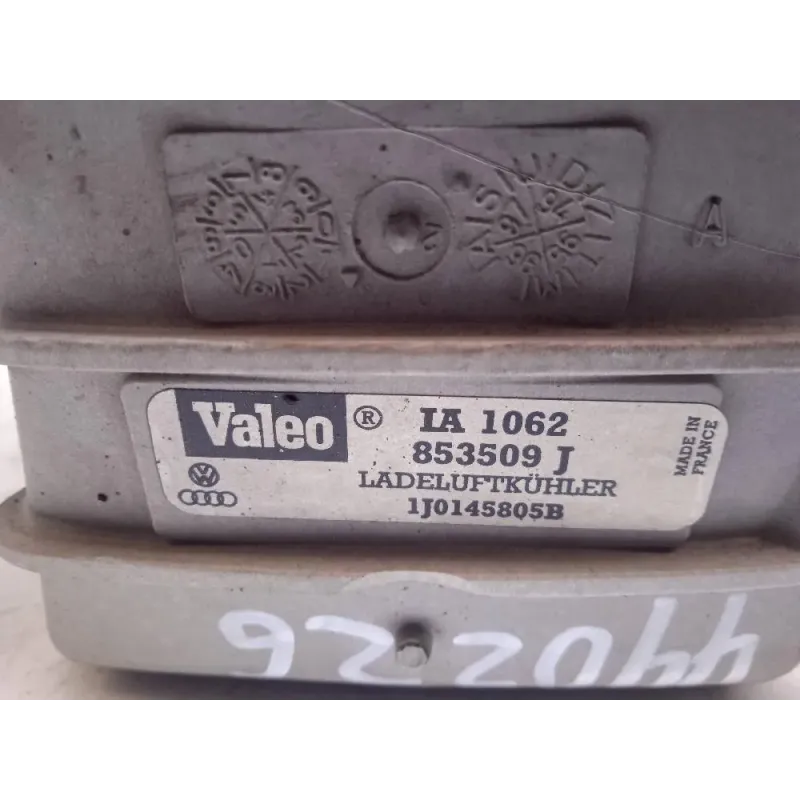 A
Valeo ® IA 1062
853509 J
LADELUFTKÜHLER
1J0145805B
MADE IN
FRANCE
440226